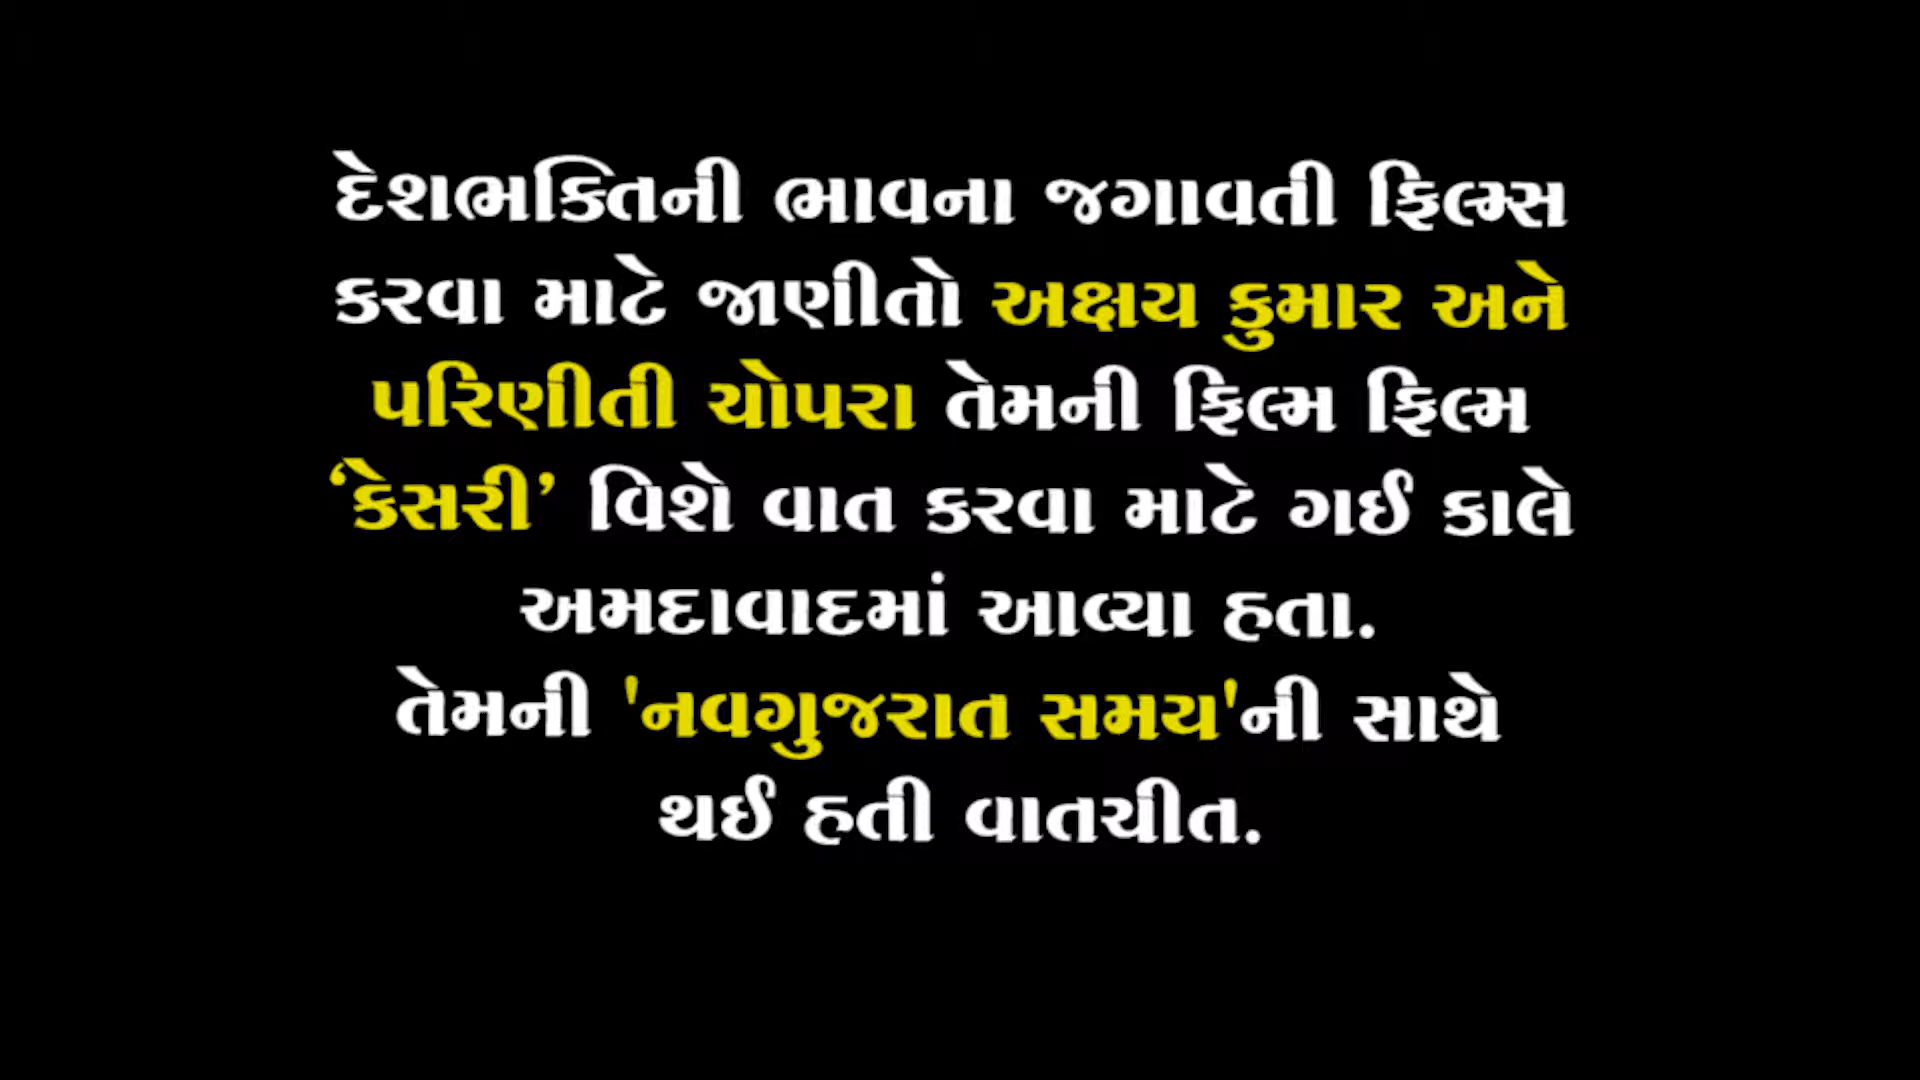 દેશભક્તિની ભાવના જગાવતી ફિલ્મ્સ
કરવા માટે જાણીતો અક્ષય કુમાર અને
પરિણીતી ચોપરા તેમની ફિલ્મ ફિલ્મ
‘કેસરી’ વિશે વાત કરવા માટે ગઈ કાલે
અમદાવાદમાં આવ્યા હતા.
તેમની 'નવગુજરાત સમય'ની સાથે
થઈ હતી વાતચીત.